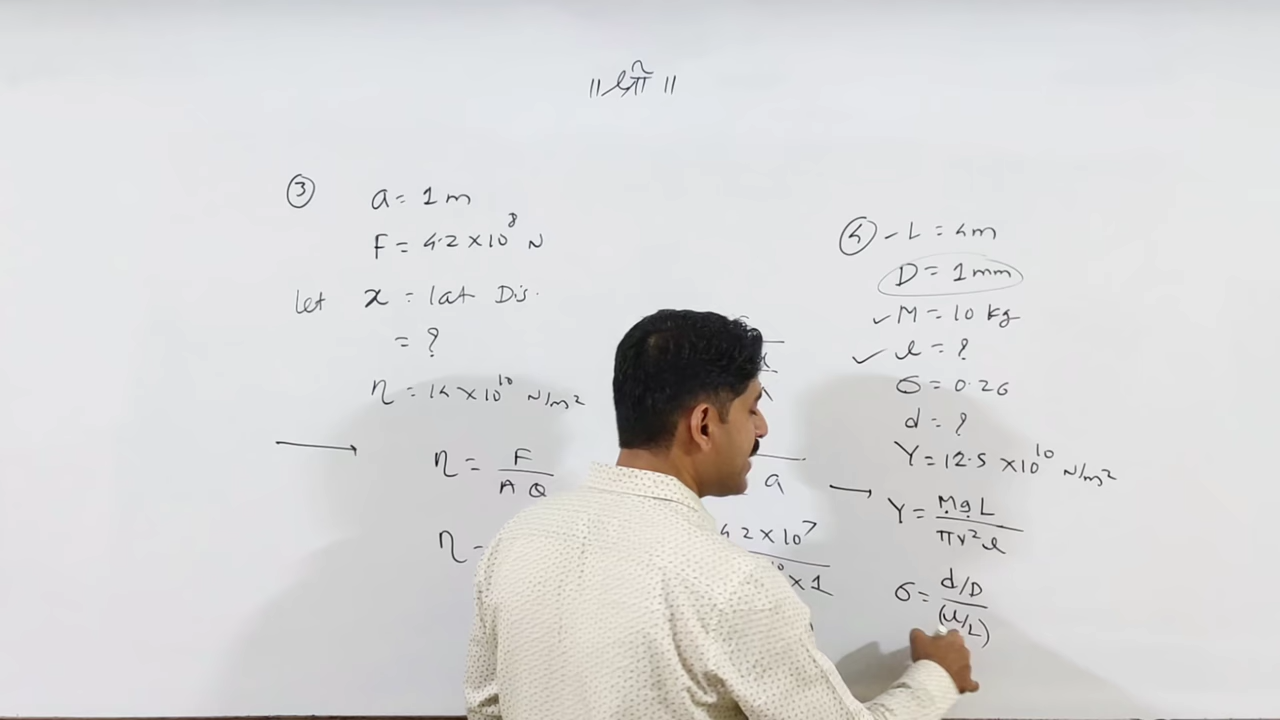 ॥ श्री ॥
③ a = 1 m
F = 4.2 × 10⁸ N
let x = lat Dis.
= ?
η = 14 × 10¹⁰ N/m²
η = F / A Θ
η =
a
4.2 × 10⁷
× 1
④ - L = 4m
D = 1mm
✓ M = 10 kg
✓ l = ?
σ = 0.26
d = ?
Y = 12.5 × 10¹⁰ N/m²
→ Y = MgL / πr²l
σ = d/D / (l/L)